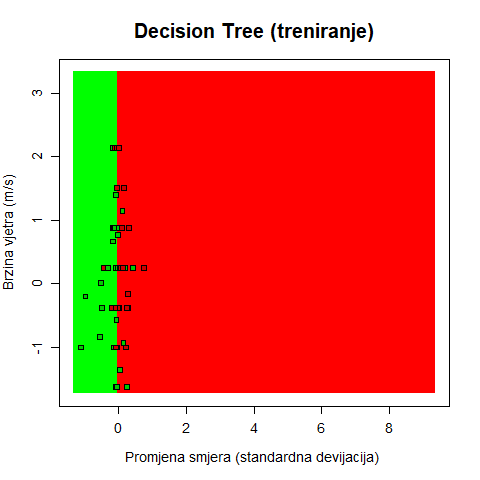 Decision Tree (treniranje)
Brzina vjetra (m/s)
3
2
1
0
-1
0 2 4 6 8
Promjena smjera (standardna devijacija)